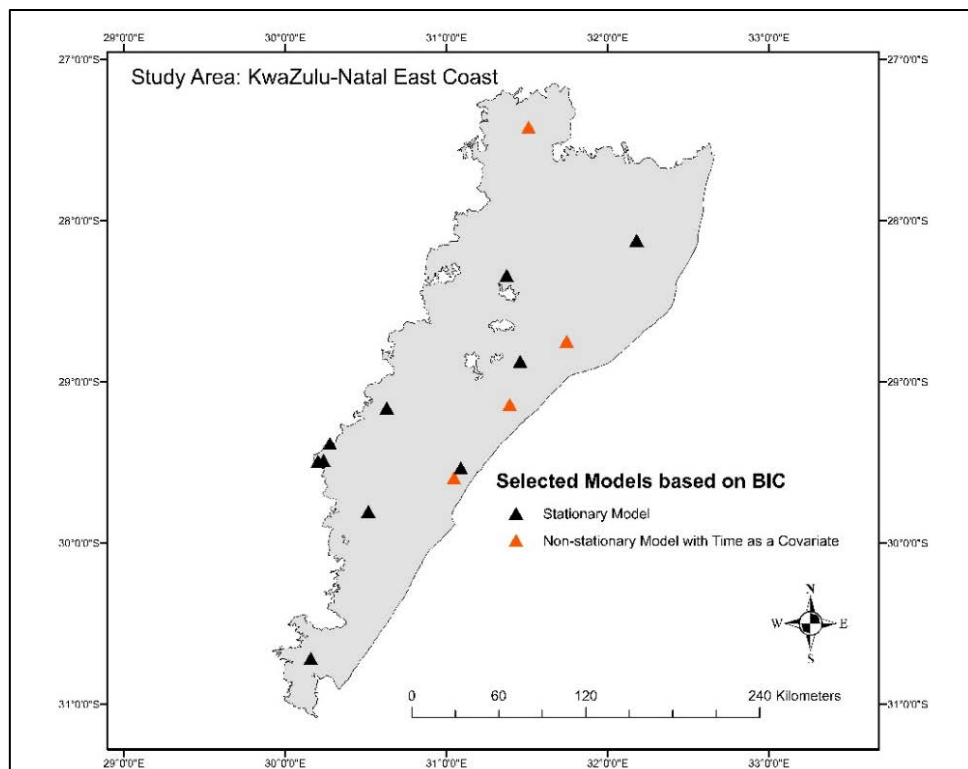 29°0'0"E 30°0'0"E 31°0'0"E 32°0'0"E 33°0'0"E
27°0'0"S 27°0'0"S
Study Area: KwaZulu-Natal East Coast
28°0'0"S 28°0'0"S
29°0'0"S 29°0'0"S
Selected Models based on BIC
Stationary Model
Non-stationary Model with Time as a Covariate
30°0'0"S 30°0'0"S
N
W E
S
0 60 120 240 Kilometers
31°0'0"S 31°0'0"S
29°0'0"E 30°0'0"E 31°0'0"E 32°0'0"E 33°0'0"E